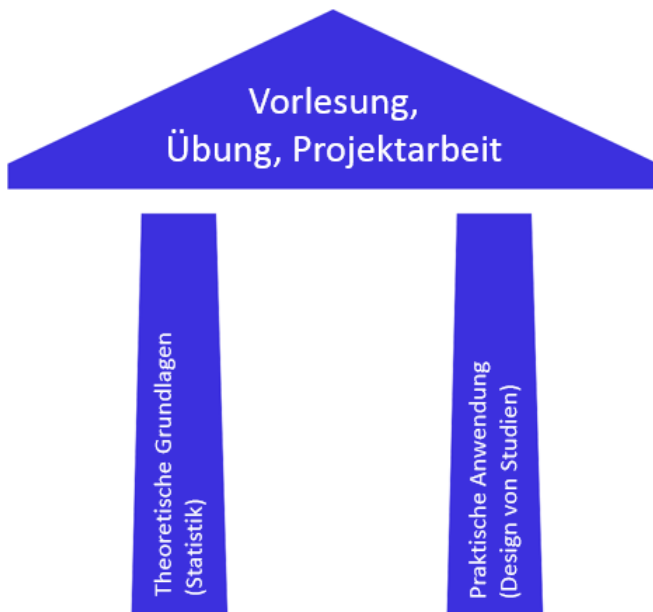 Vorlesung,
Übung, Projektarbeit
Theoretische Grundlagen
(Statistik)
Praktische Anwendung
(Design von Studien)